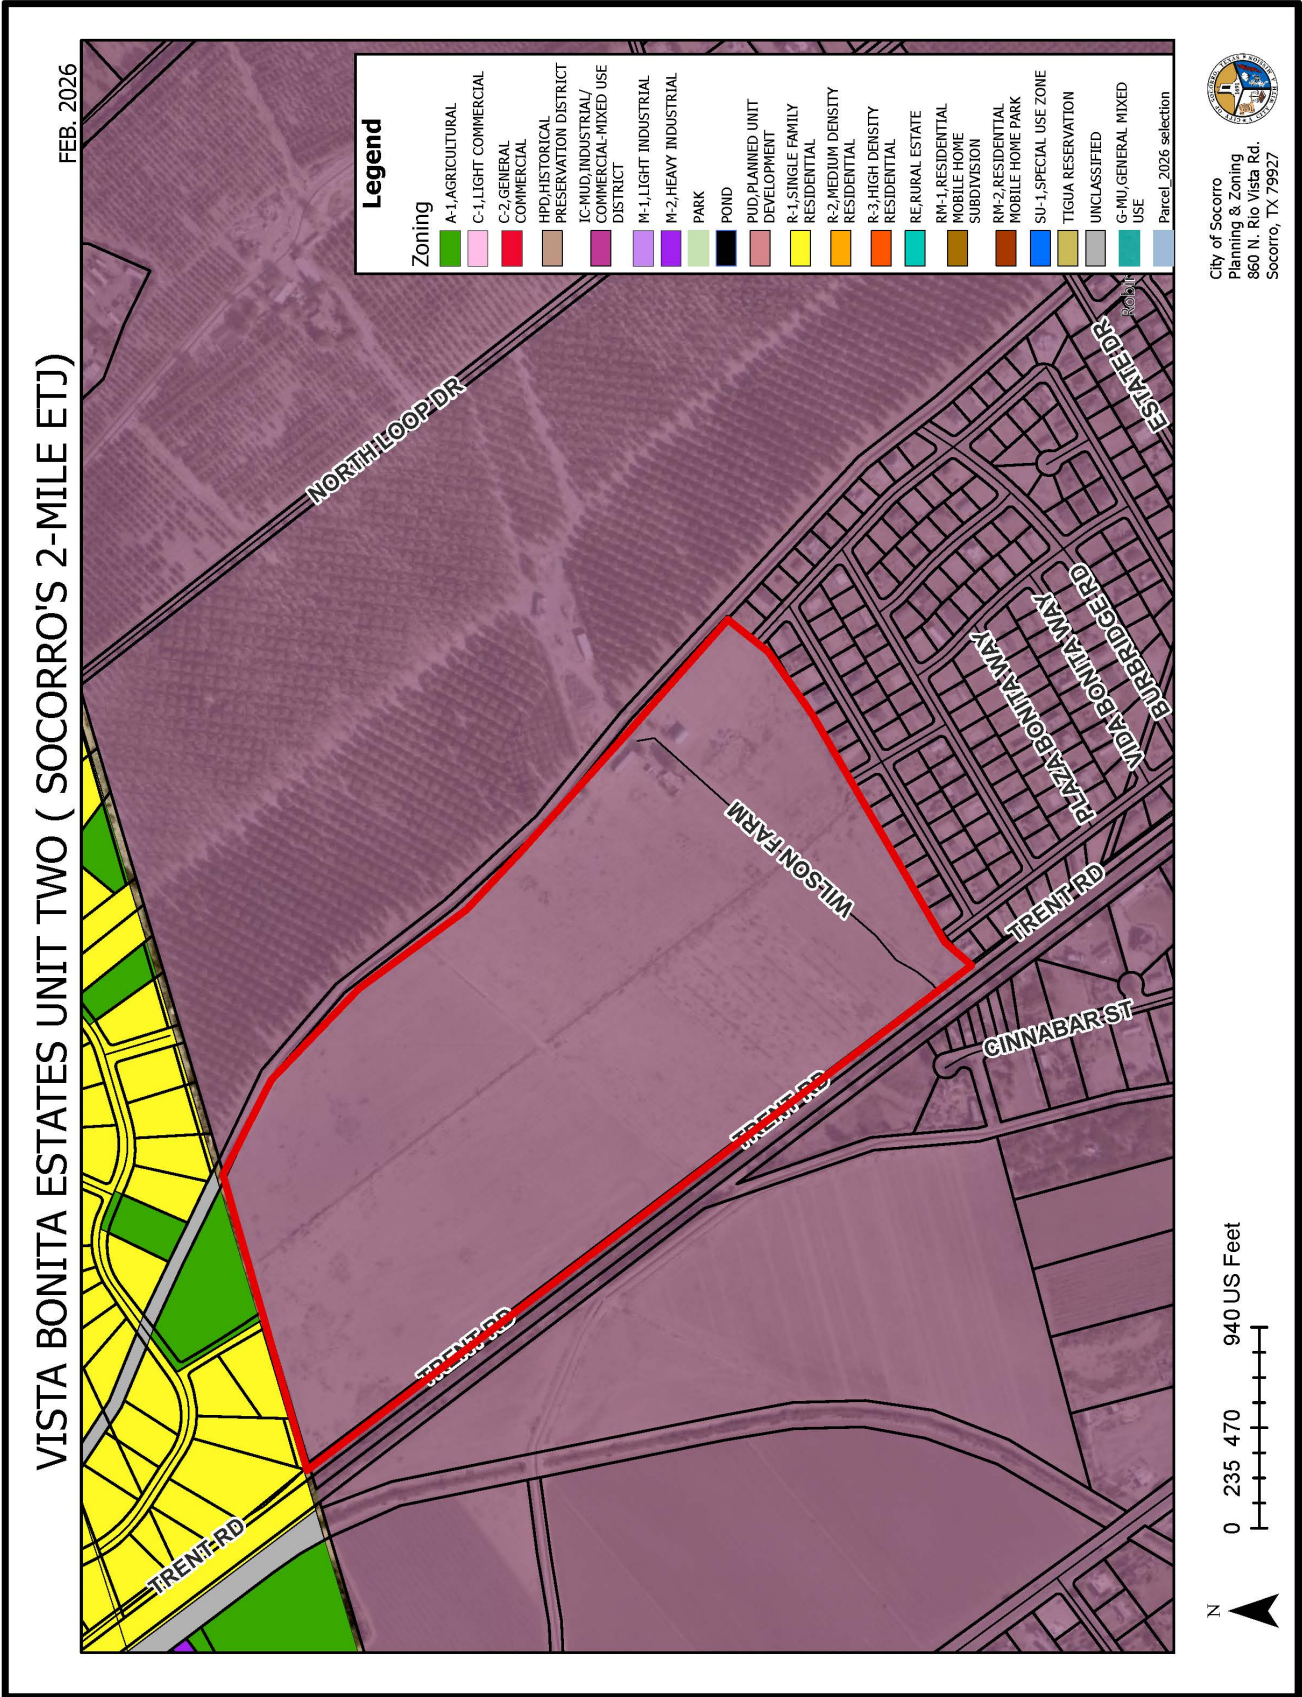 VISTA BONITA ESTATES UNIT TWO ( SOCORRO'S 2-MILE ETJ)
FEB. 2026
NORTH LOOP DR
TRENT RD
TRENT RD
TRENT RD
TRENT RD
WILSON FARM
CINNABAR ST
PLAZA BONITA WAY
VIDA BONITA WAY
BURBRIDGE RD
ESTATE DR
Legend
Zoning
A-1,AGRICULTURAL
C-1,LIGHT COMMERCIAL
C-2,GENERAL
COMMERCIAL
HPD,HISTORICAL
PRESERVATION DISTRICT
IC-MUD,INDUSTRIAL/
COMMERCIAL-MIXED USE
DISTRICT
M-1,LIGHT INDUSTRIAL
M-2,HEAVY INDUSTRIAL
PARK
POND
PUD,PLANNED UNIT
DEVELOPMENT
R-1,SINGLE FAMILY
RESIDENTIAL
R-2,MEDIUM DENSITY
RESIDENTIAL
R-3,HIGH DENSITY
RESIDENTIAL
RE,RURAL ESTATE
RM-1,RESIDENTIAL
MOBILE HOME
SUBDIVISION
RM-2,RESIDENTIAL
MOBILE HOME PARK
SU-1,SPECIAL USE ZONE
TIGUA RESERVATION
UNCLASSIFIED
G-MU,GENERAL MIXED
USE
Parcel_2026 selection
N
0 235 470 940 US Feet
City of Socorro
Planning & Zoning
860 N. Rio Vista Rd.
Socorro, TX 79927